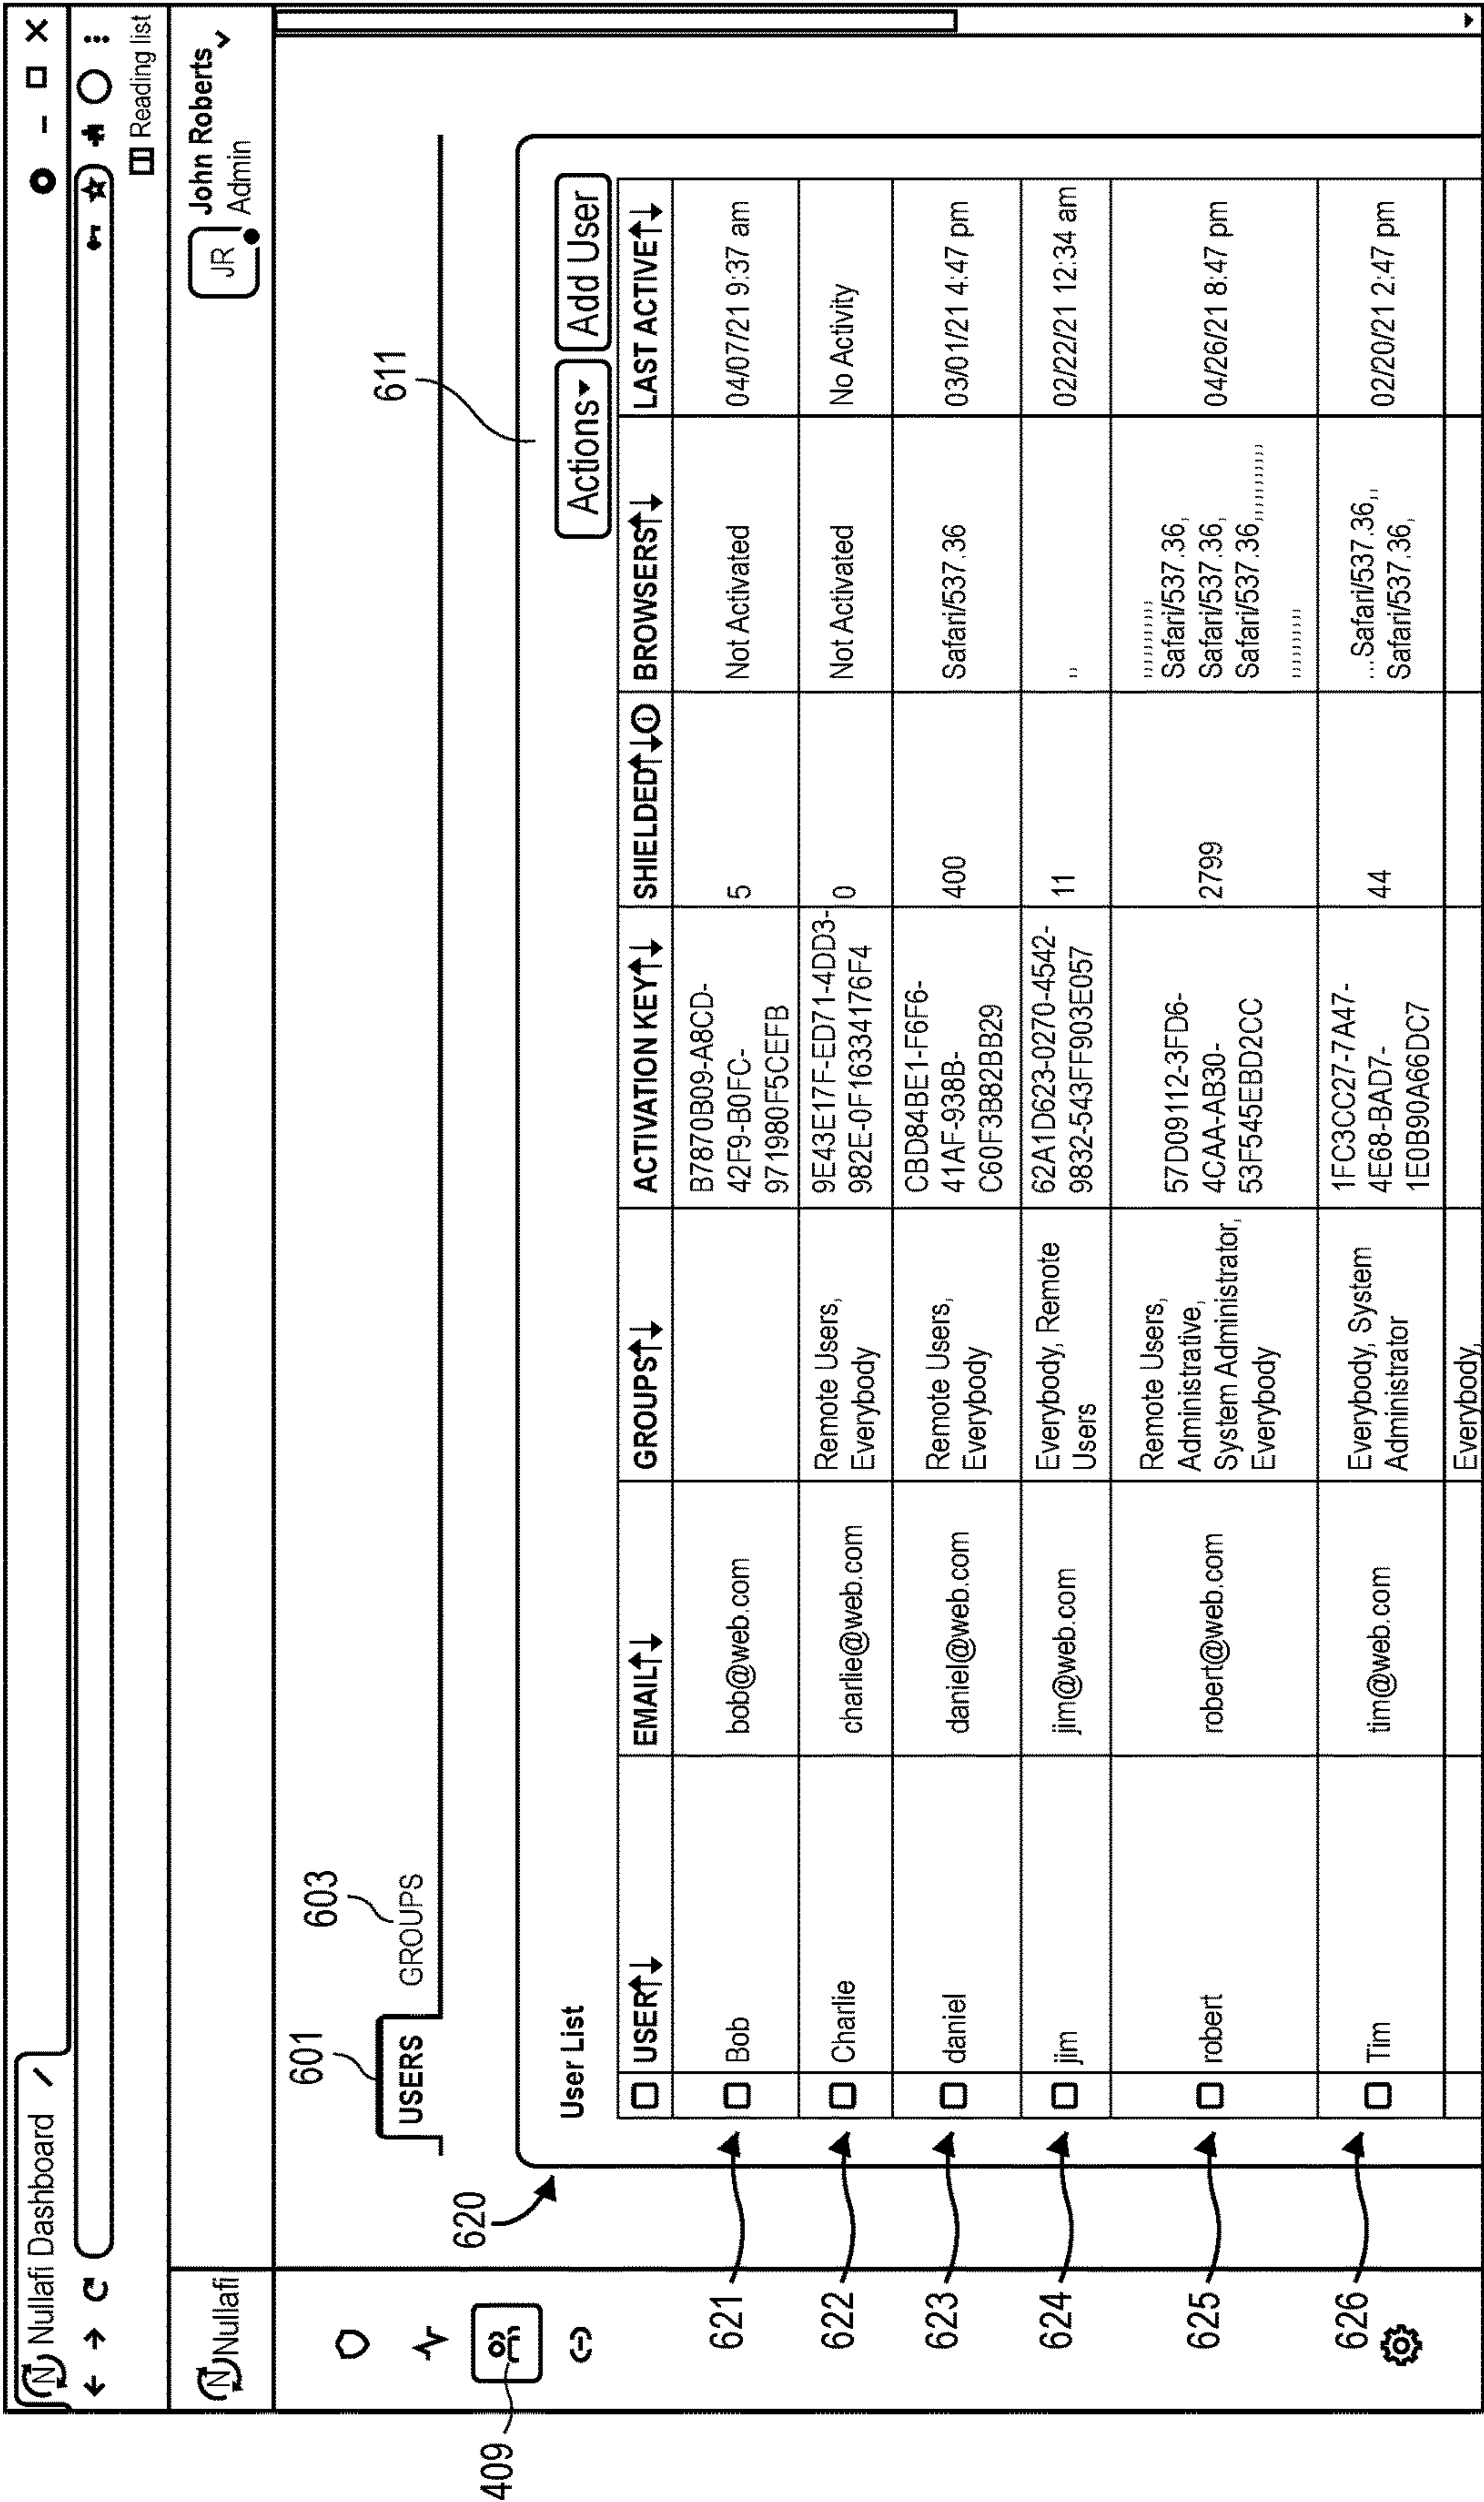 Nullafi Dashboard
Reading list
Nullafi
JR
John Roberts
Admin
601
603
USERS
GROUPS
611
620
409
User List
Actions
Add User
USER
EMAIL
GROUPS
ACTIVATION KEY
SHIELDED
BROWSERS
LAST ACTIVE
621
Bob
bob@web.com
B7870B09-A8CD-
42F9-B0FC-
971980F5CEFB
5
Not Activated
04/07/21 9:37 am
622
Charlie
charlie@web.com
Remote Users,
Everybody
9E43E17F-ED71-4DD3-
982E-0F16334176F4
0
Not Activated
No Activity
623
daniel
daniel@web.com
Remote Users,
Everybody
CBD84BE1-F6F6-
41AF-938B-
C60F3B82BB29
400
Safari/537.36
03/01/21 4:47 pm
624
jim
jim@web.com
Everybody, Remote
Users
62A1D623-0270-4542-
9832-543FF903E057
11
,,
02/22/21 12:34 am
625
robert
robert@web.com
Remote Users,
Administrative,
System Administrator,
Everybody
57D09112-3FD6-
4CAA-AB30-
53F545EBD2CC
2799
,,,,,,,,,,,
Safari/537.36,
Safari/537.36,
Safari/537.36,,,,,,,,,,,,
,,,,,,,,,,
04/26/21 8:47 pm
626
Tim
tim@web.com
Everybody, System
Administrator
1FC3CC27-7A47-
4E68-BAD7-
1E0B90A66DC7
44
...Safari/537.36,,
Safari/537.36,
02/20/21 2:47 pm
Everybody,